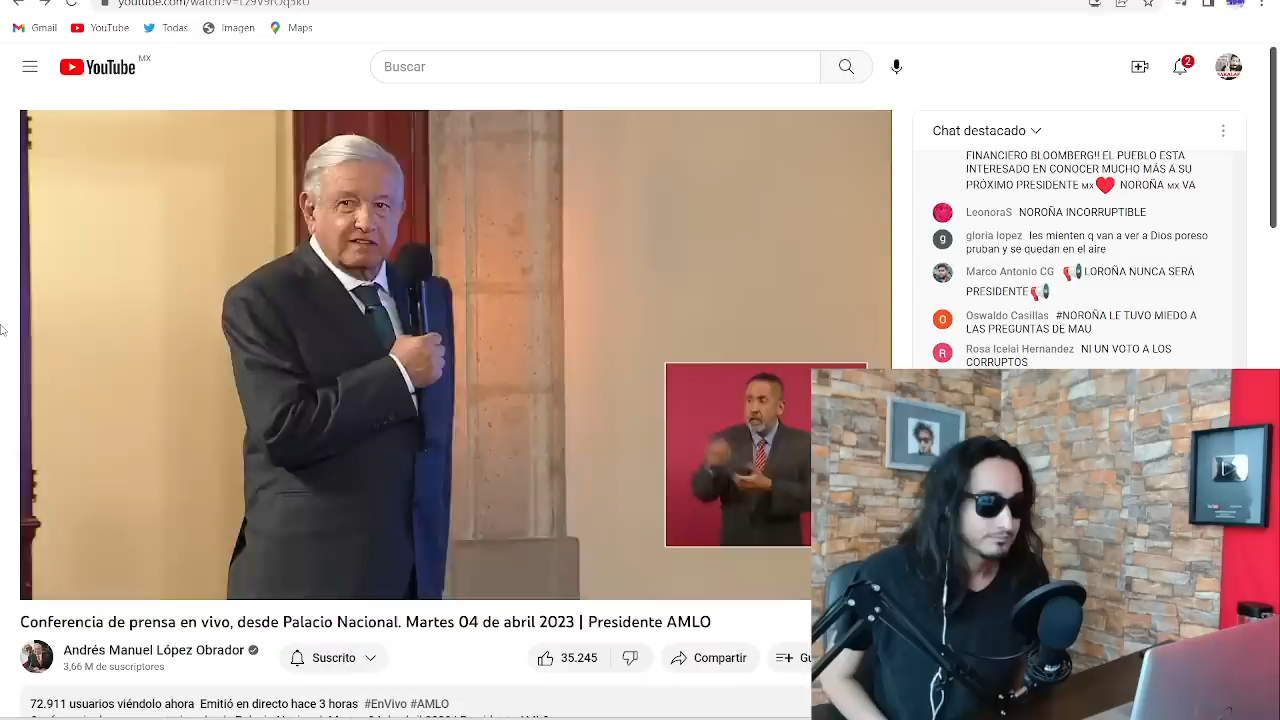 Gmail YouTube Todas Imagen Maps
YouTube MX
Buscar
2
Chat destacado
FINANCIERO BLOOMBERG!! EL PUEBLO ESTA
INTERESADO EN CONOCER MUCHO MÁS A SU
PRÓXIMO PRESIDENTE MX NOROÑA MX VA
LeonoraS NOROÑA INCORRUPTIBLE
g
gloria lopez les mienten q van a ver a Dios poreso
pruban y se quedan en el aire
Marco Antonio CG LOROÑA NUNCA SERÁ
PRESIDENTE
O
Oswaldo Casillas #NOROÑA LE TUVO MIEDO A
LAS PREGUNTAS DE MAU
R
Rosa Icelai Hernandez NI UN VOTO A LOS
CORRUPTOS
Conferencia de prensa en vivo, desde Palacio Nacional. Martes 04 de abril 2023 | Presidente AMLO
Andrés Manuel López Obrador
3,66 M de suscriptores
Suscrito
35.245
Compartir
Gu
72.911 usuarios viéndolo ahora Emitió en directo hace 3 horas #EnVivo #AMLO